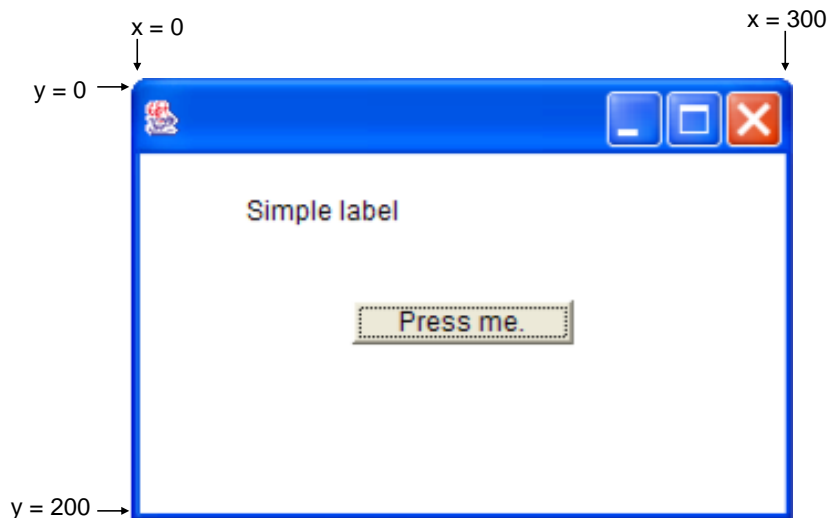 x = 0
x = 300
y = 0
Simple label
Press me.
y = 200